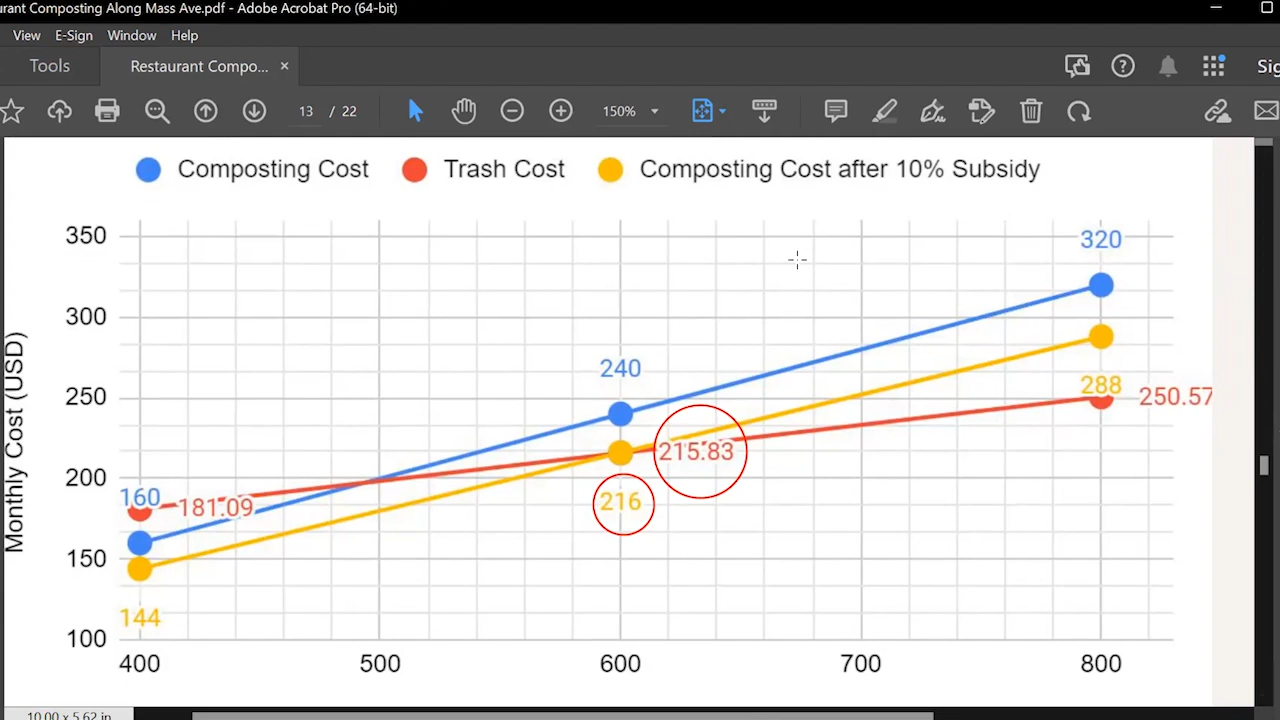 urant Composting Along Mass Ave.pdf - Adobe Acrobat Pro (64-bit)
View E-Sign Window Help
Tools Restaurant Compo... ×
Sig
13 / 22 150%
Composting Cost Trash Cost Composting Cost after 10% Subsidy
Monthly Cost (USD)
350
300
250
200
150
100
320
240
288
250.57
215.83
216
160
181.09
144
400 500 600 700 800
10.00 x 5.62 in